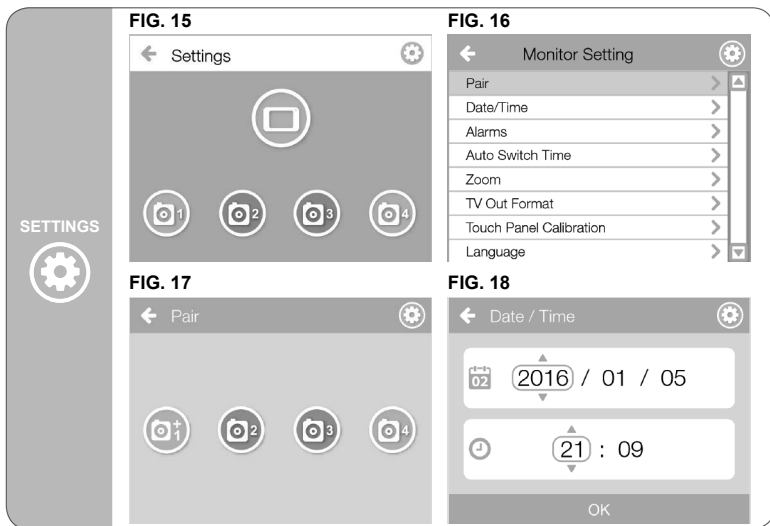 SETTINGS
FIG. 15
Settings
1
2
3
4
FIG. 16
Monitor Setting
Pair
Date/Time
Alarms
Auto Switch Time
Zoom
TV Out Format
Touch Panel Calibration
Language
FIG. 17
Pair
+
1
2
3
4
FIG. 18
Date / Time
02
2016 / 01 / 05
21 : 09
OK